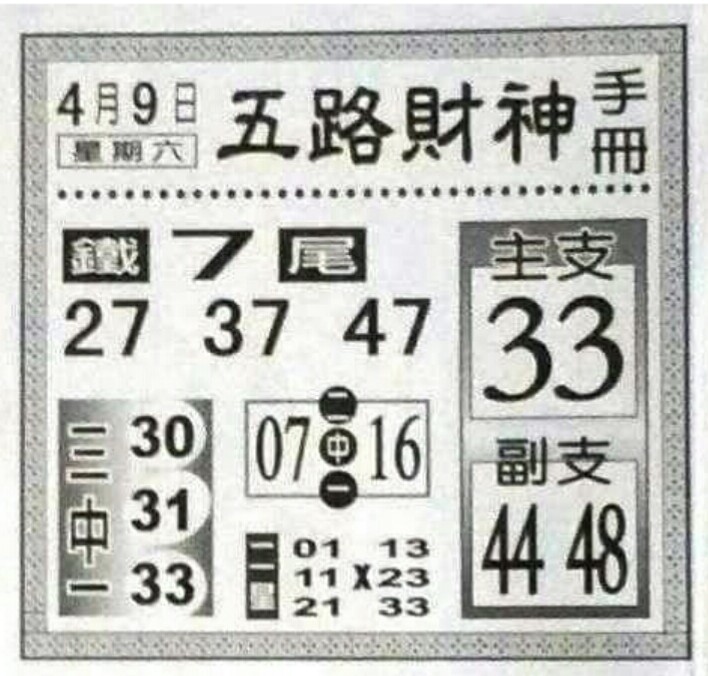 4月9日
星期六
五路財神
手冊
鐵7尾
27 37 47
主支
33
三中一
30
31
33
二中一
07 16
副支
44 48
二星
01 13
11 X 23
21 33